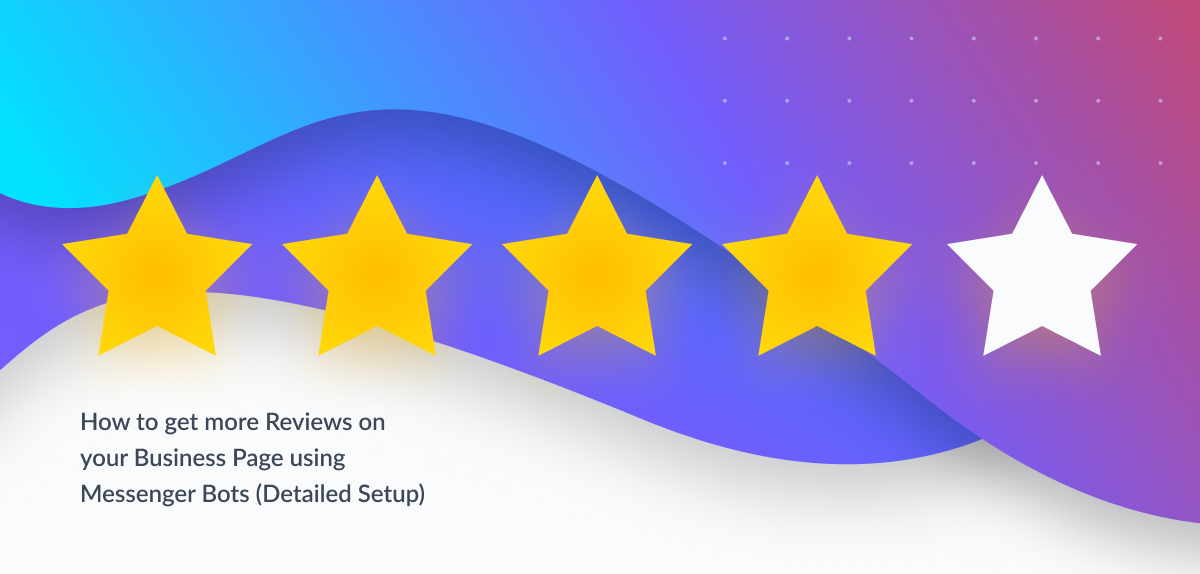 How to get more Reviews on
your Business Page using
Messenger Bots (Detailed Setup)